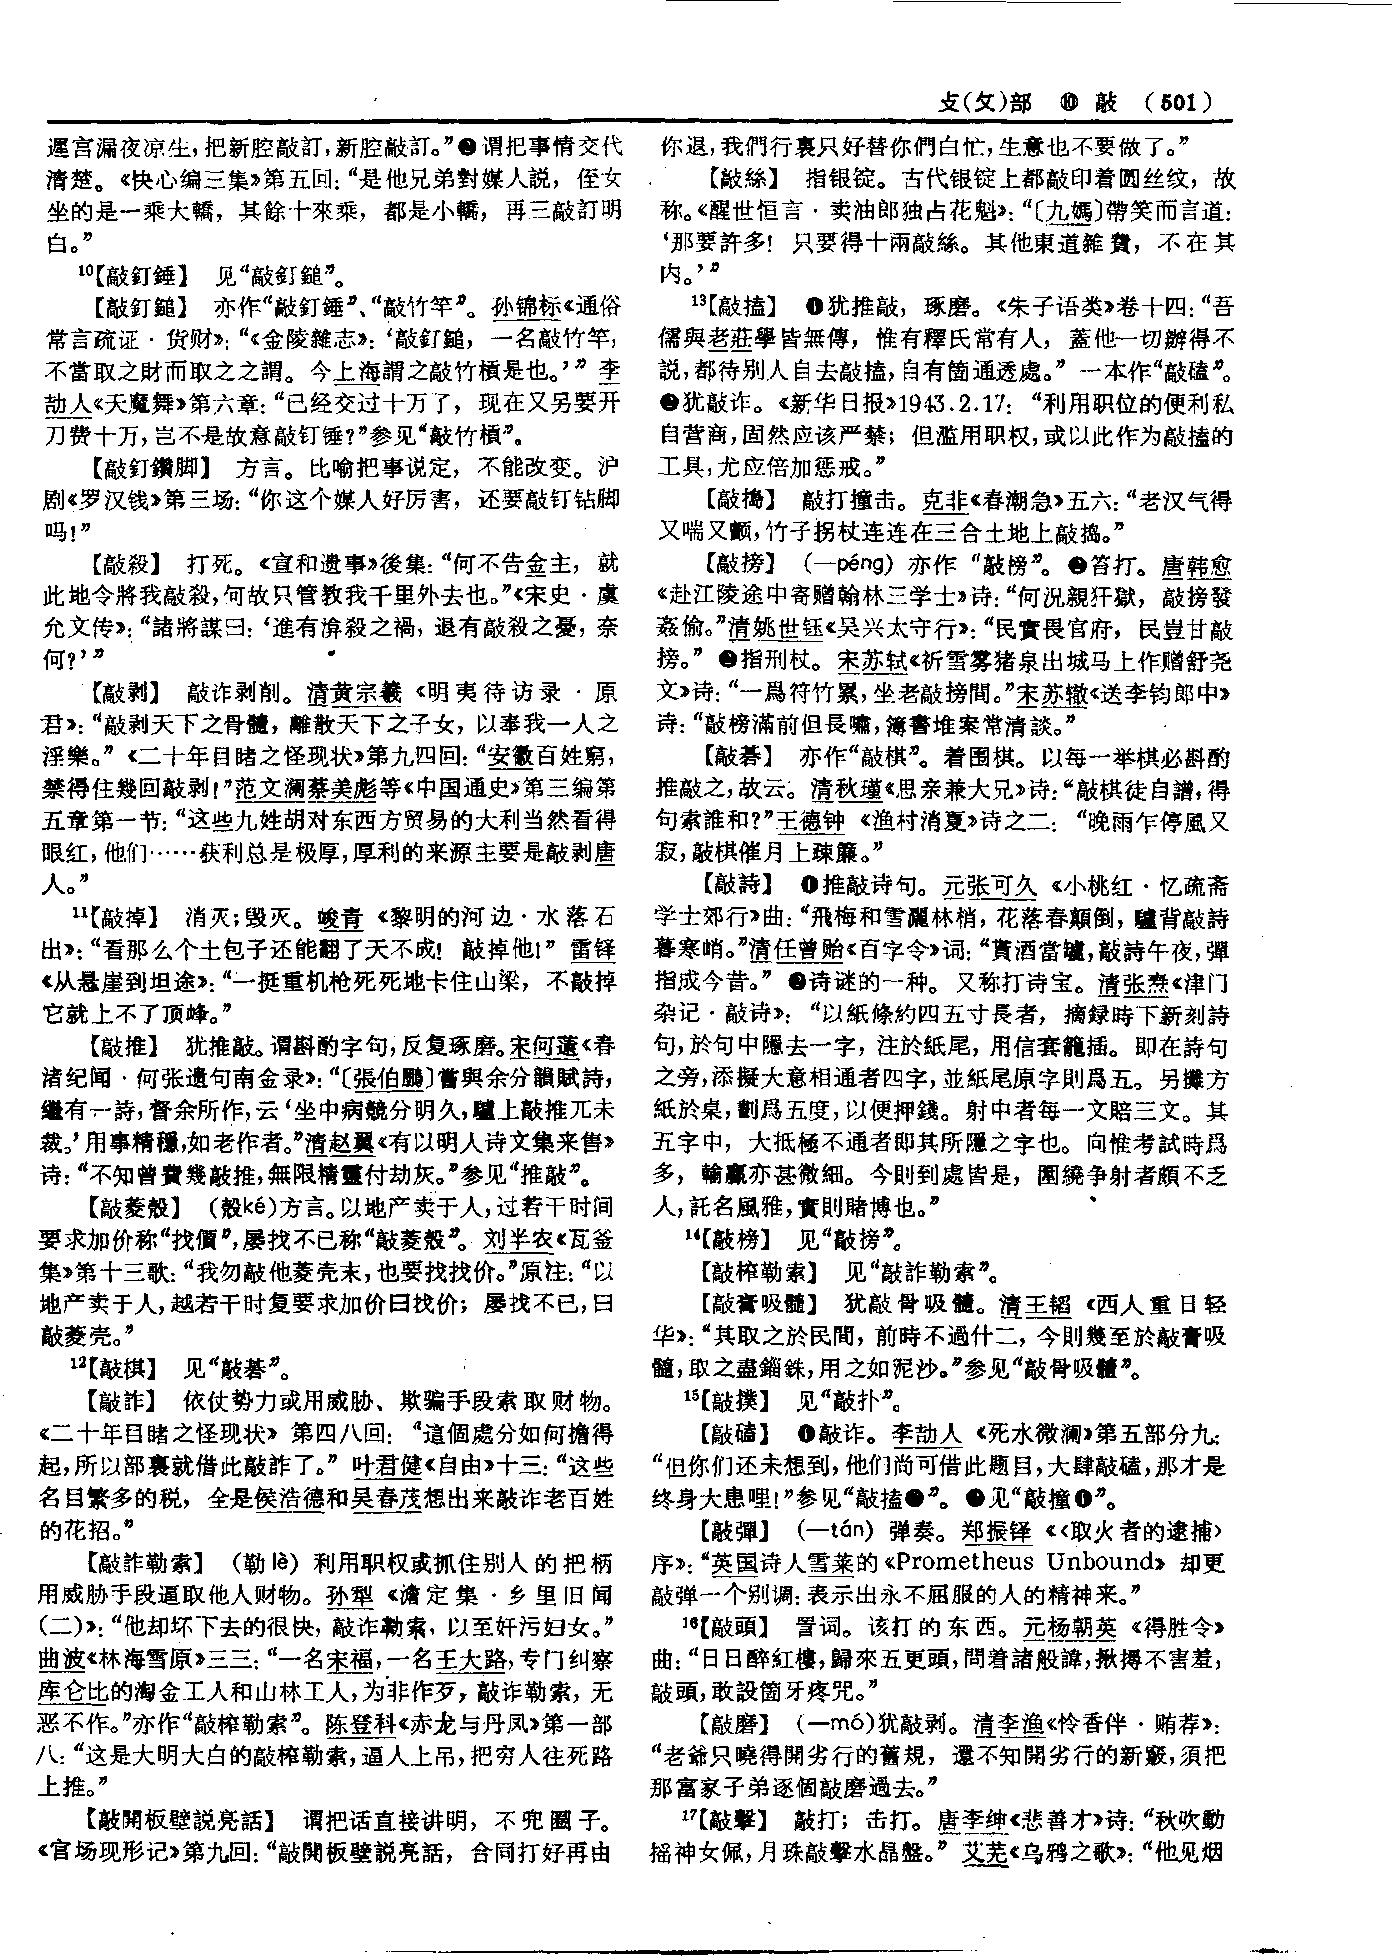 攴(攵)部 ⑩ 敲 (501)
遲宫漏夜凉生,把新腔敲訂,新腔敲訂。”❷谓把事情交代
清楚。《快心编三集》第五回:“是他兄弟對媒人説, 侄女
坐的是一乘大轎, 其餘十來乘, 都是小轎, 再三敲訂明
白。”
¹⁰【敲釘錘】 见“敲釘鎚”。
【敲釘鎚】 亦作“敲釘錘”、“敲竹竿”。 孙锦标《通俗
常言疏证·货财》:“《金陵雜志》:‘敲釘鎚, 一名敲竹竿,
不當取之財而取之之謂。今上海謂之敲竹槓是也。’” 李
劼人《天魔舞》第六章:“已经交过十万了, 现在又另要开
刀费十万,岂不是故意敲钉锤?”参见“敲竹槓”。
【敲釘鑽脚】 方言。比喻把事说定, 不能改变。沪
剧《罗汉钱》第三场:“你这个媒人好厉害, 还要敲钉钻脚
吗!”
【敲殺】 打死。《宣和遗事》後集:“何不告金主, 就
此地令將我敲殺,何故只管教我千里外去也。”《宋史·虞
允文传》:“諸將謀曰:‘進有渰殺之禍,退有敲殺之憂,奈
何?’”
【敲剥】 敲诈剥削。清黄宗羲《明夷待访录·原
君》:“敲剥天下之骨髓,離散天下之子女,以奉我一人之
淫樂。”《二十年目睹之怪现状》第九四回:“安徽百姓窮,
禁得住幾回敲剥!”范文澜蔡美彪等《中国通史》第三编第
五章第一节:“这些九姓胡对东西方贸易的大利当然看得
眼红,他们……获利总是极厚,厚利的来源主要是敲剥唐
人。”
¹¹【敲掉】 消灭;毁灭。峻青《黎明的河边·水落石
出》:“看那么个土包子还能翻了天不成! 敲掉他!” 雷铎
《从悬崖到坦途》:“一挺重机枪死死地卡住山梁, 不敲掉
它就上不了顶峰。”
【敲推】 犹推敲。谓斟酌字句,反复琢磨。宋何薳《春
渚纪闻·何张遗句南金录》:“〔張伯鵬〕嘗與余分韻賦詩,
繼有一詩,督余所作,云‘坐中病競分明久,驢上敲推兀未
裁。’用事精穩,如老作者。”清赵翼《有以明人诗文集来售》
诗:“不知曾費幾敲推,無限精靈付劫灰。”参见“推敲”。
【敲菱殼】 (殼ké)方言。以地产卖于人,过若干时间
要求加价称“找價”,屡找不已称“敲菱殼”。刘半农《瓦釜
集》第十三歌:“我勿敲他菱壳末,也要找找价。”原注:“以
地产卖于人,越若干时复要求加价曰找价; 屡找不已,曰
敲菱壳。”
¹²【敲棋】 见“敲碁”。
【敲詐】 依仗势力或用威胁、欺骗手段索取财物。
《二十年目睹之怪现状》第四八回: “這個處分如何擔得
起,所以部裏就借此敲詐了。” 叶君健《自由》十三:“这些
名目繁多的税, 全是侯浩德和吴春茂想出来敲诈老百姓
的花招。”
【敲詐勒索】 (勒lè) 利用职权或抓住别人的把柄
用威胁手段逼取他人财物。孙犁《澹定集·乡里旧闻
(二)》:“他却坏下去的很快, 敲诈勒索, 以至奸污妇女。”
曲波《林海雪原》三三:“一名宋福,一名王大路,专门纠察
库仑比的淘金工人和山林工人,为非作歹, 敲诈勒索, 无
恶不作。”亦作“敲榨勒索”。陈登科《赤龙与丹凤》第一部
八:“这是大明大白的敲榨勒索,逼人上吊,把穷人往死路
上推。”
【敲開板壁説亮話】 谓把话直接讲明, 不兜圈子。
《官场现形记》第九回:“敲開板壁説亮話, 合同打好再由
你退,我們行裏只好替你們白忙,生意也不要做了。”
【敲絲】 指银锭。古代银锭上都敲印着圆丝纹, 故
称。《醒世恒言·卖油郎独占花魁》:“〔九媽〕帶笑而言道:
‘那要許多! 只要得十兩敲絲。其他東道雜費, 不在其
内。’”
¹³【敲搕】 ❶犹推敲, 琢磨。《朱子语类》卷十四:“吾
儒與老莊學皆無傳, 惟有釋氏常有人, 蓋他一切辦得不
説,都待别人自去敲搕,自有箇通透處。” 一本作“敲磕”。
❷犹敲诈。《新华日报》1943.2.17: “利用职位的便利私
自营商,固然应该严禁; 但滥用职权,或以此作为敲搕的
工具,尤应倍加惩戒。”
【敲搗】 敲打撞击。克非《春潮急》五六:“老汉气得
又喘又颤,竹子拐杖连连在三合土地上敲捣。”
【敲搒】 (—péng) 亦作 “敲榜”。❶笞打。唐韩愈
《赴江陵途中寄赠翰林三学士》诗:“何況親犴獄, 敲搒發
姦偷。”清姚世钰《吴兴太守行》:“民實畏官府, 民豈甘敲
搒。” ❷指刑杖。宋苏轼《祈雪雾猪泉出城马上作赠舒尧
文》诗:“一爲符竹累,坐老敲搒間。”宋苏辙《送李钧郎中》
诗:“敲榜滿前但長嘯,簿書堆案常清談。”
【敲碁】 亦作“敲棋”。着围棋。以每一举棋必斟酌
推敲之,故云。清秋瑾《思亲兼大兄》诗:“敲棋徒自譜,得
句索誰和?”王德钟《渔村消夏》诗之二: “晚雨乍停風又
寂,敲棋催月上疎簾。”
【敲詩】 ❶推敲诗句。元张可久《小桃红·忆疏斋
学士郊行》曲:“飛梅和雪灑林梢, 花落春顛倒, 驢背敲詩
暮寒峭。”清任曾贻《百字令》词:“貰酒當壚,敲詩午夜,彈
指成今昔。” ❷诗谜的一种。又称打诗宝。清张焘《津门
杂记·敲诗》: “以紙條約四五寸長者, 摘録時下新刻詩
句,於句中隱去一字, 注於紙尾, 用信套籠插。即在詩句
之旁,添擬大意相通者四字,並紙尾原字則爲五。另攤方
紙於桌,劃爲五度,以便押錢。射中者每一文賠三文。其
五字中, 大抵極不通者即其所隱之字也。向惟考試時爲
多, 輸贏亦甚微細。今則到處皆是, 圍繞争射者頗不乏
人,託名風雅,實則賭博也。”
¹⁴【敲榜】 见“敲搒”。
【敲榨勒索】 见“敲詐勒索”。
【敲膏吸髓】 犹敲骨吸髓。清王韬《西人重日轻
华》:“其取之於民間, 前時不過什二, 今則幾至於敲膏吸
髓,取之盡錙銖,用之如泥沙。”参见“敲骨吸髓”。
¹⁵【敲撲】 见“敲扑”。
【敲磕】 ❶敲诈。李劼人《死水微澜》第五部分九:
“但你们还未想到,他们尚可借此题目,大肆敲磕,那才是
终身大患哩!”参见“敲搕❷”。❷见“敲撞❶”。
【敲彈】 (—tán) 弹奏。郑振铎《〈取火者的逮捕〉
序》:“英国诗人雪莱的《Prometheus Unbound》 却更
敲弹一个别调:表示出永不屈服的人的精神来。”
¹⁶【敲頭】 詈词。该打的东西。元杨朝英《得胜令》
曲:“日日醉紅樓,歸來五更頭,問着諸般諱,揪撏不害羞,
敲頭,敢設箇牙疼咒。”
【敲磨】 (—mó)犹敲剥。清李渔《怜香伴·贿荐》:
“老爺只曉得開劣行的舊規, 還不知開劣行的新竅,須把
那富家子弟逐個敲磨過去。”
¹⁷【敲擊】 敲打; 击打。唐李绅《悲善才》诗:“秋吹動
摇神女佩,月珠敲擊水晶盤。” 艾芜《乌鸦之歌》:“他见烟